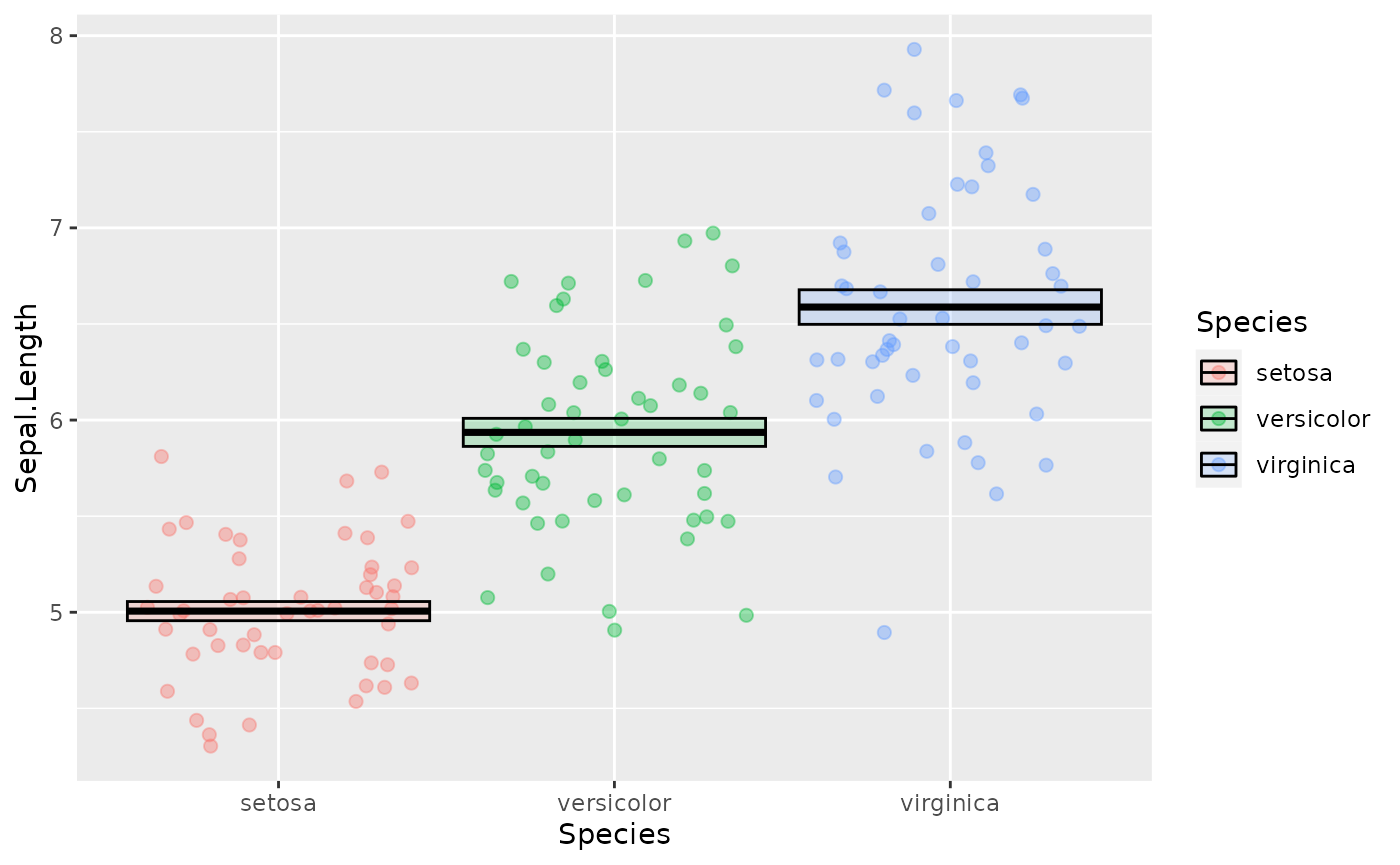 8
7
6
5
Sepal.Length
setosa
versicolor
virginica
Species
Species
setosa
versicolor
virginica